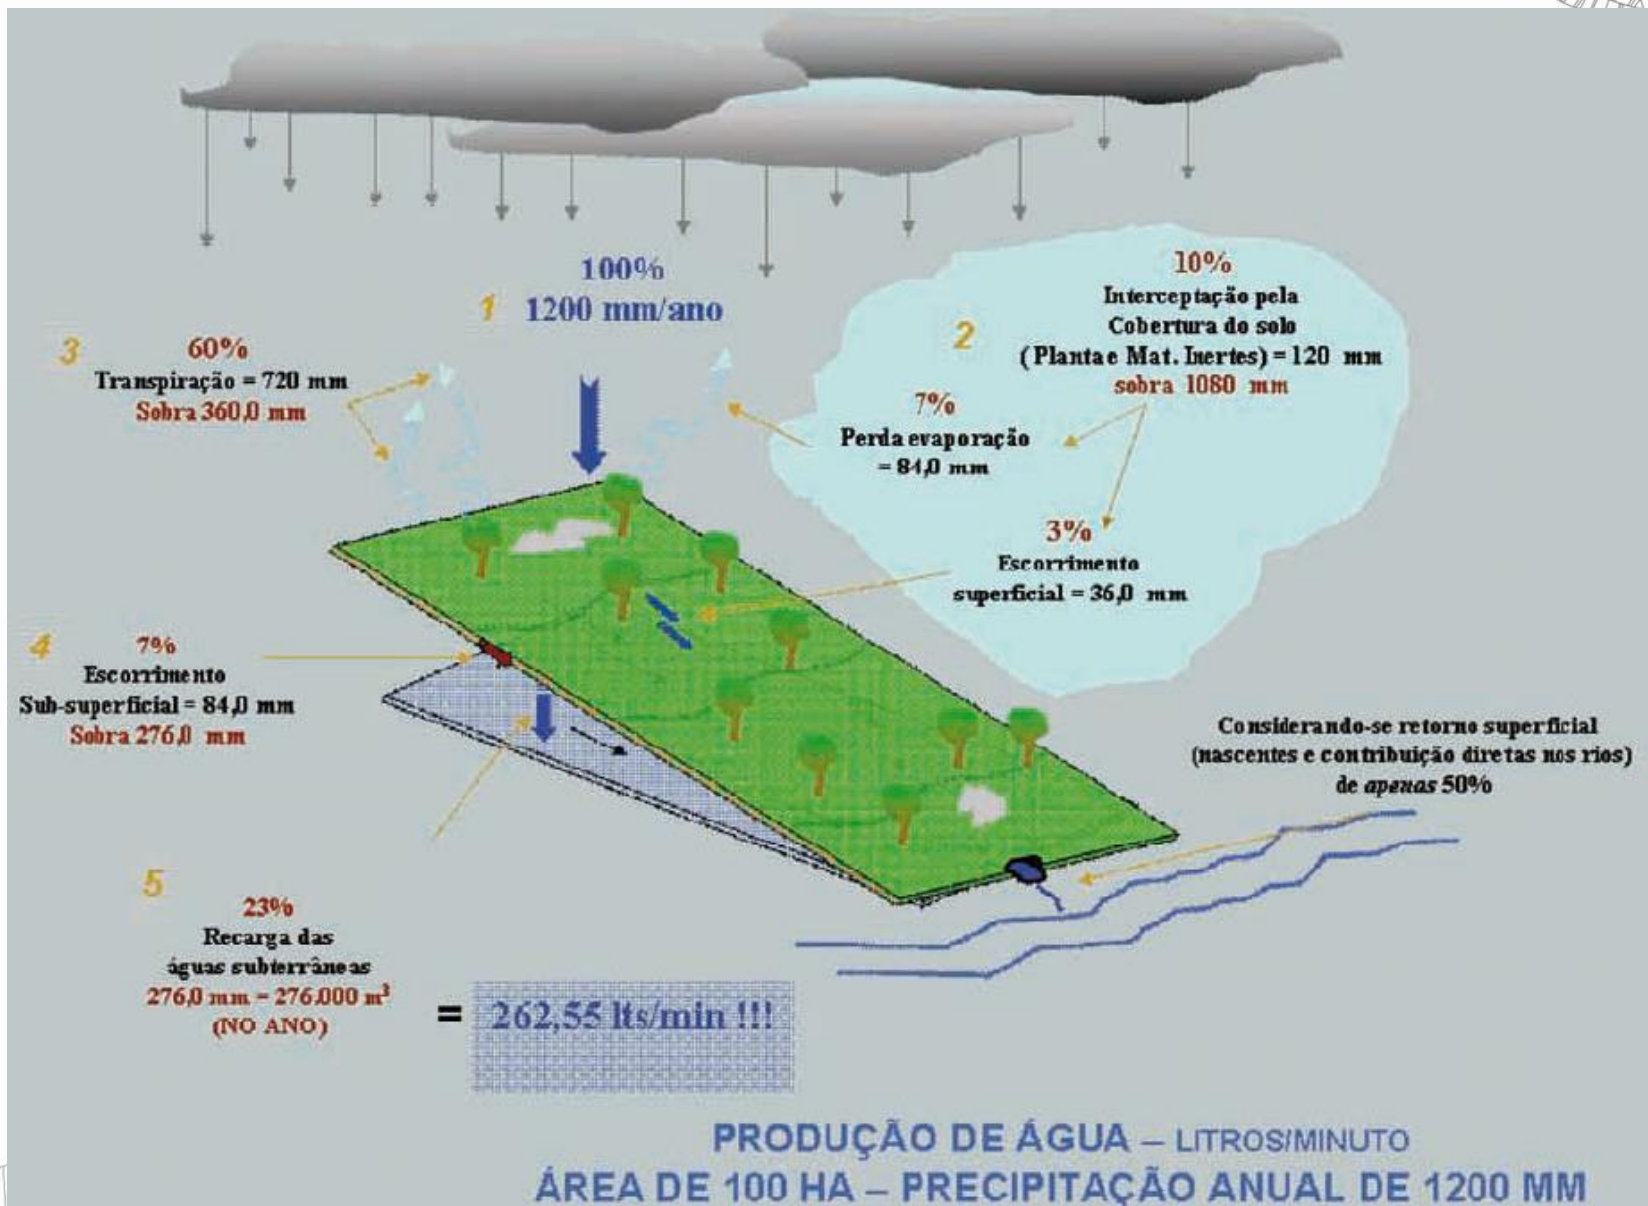 100%
1 1200 mm/ano
10%
Interceptação pela
Cobertura do solo
( Planta e Mat. Inertes) = 120 mm
sobra 1080 mm
2
7%
Perda evaporação
= 84,0 mm
3%
Escorrimento
superficial = 36,0 mm
3
60%
Transpiração = 720 mm
Sobra 360,0 mm
4
7%
Escorrimento
Sub-superficial = 84,0 mm
Sobra 276,0 mm
Considerando-se retorno superficial
(nascentes e contribuição diretas nos rios)
de apenas 50%
5
23%
Recarga das
águas subterrâneas
276,0 mm = 276.000 m³
(NO ANO)
= 262,55 lts/min !!!
PRODUÇÃO DE ÁGUA – LITROS/MINUTO
ÁREA DE 100 HA – PRECIPITAÇÃO ANUAL DE 1200 MM